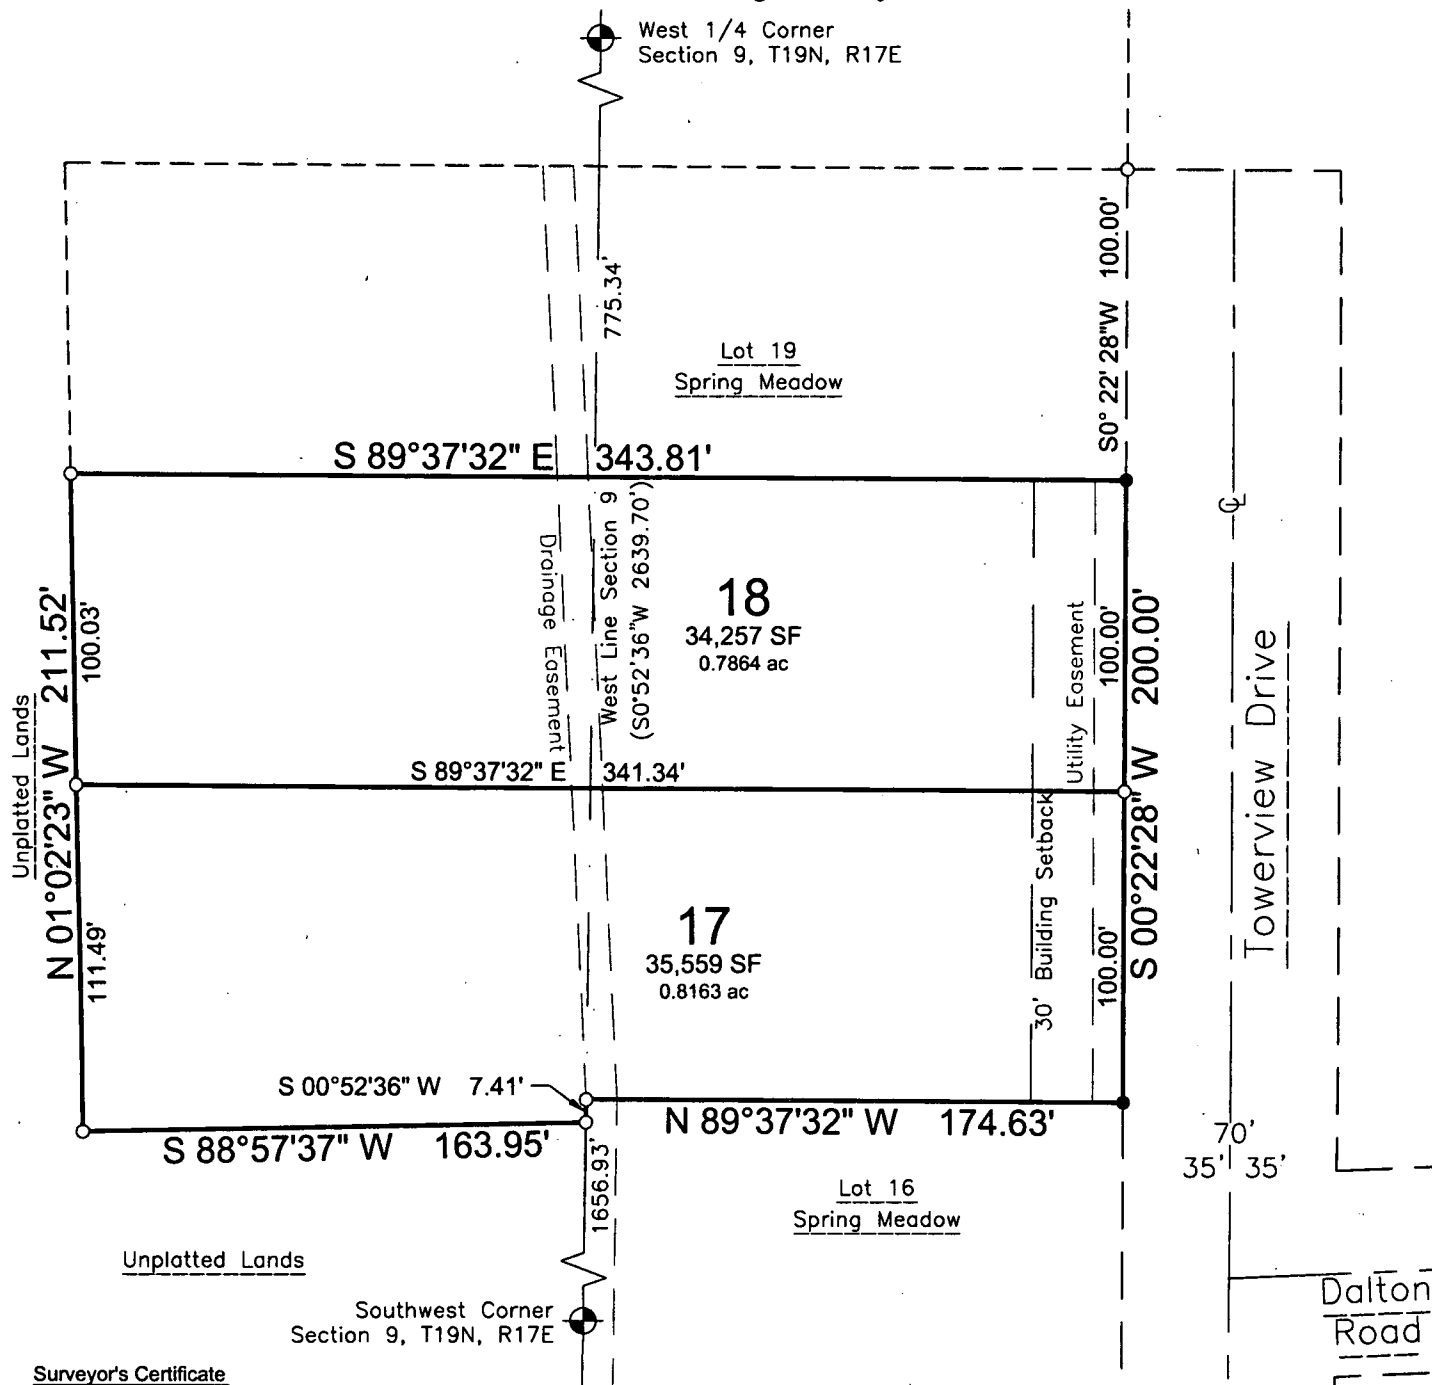 West 1/4 Corner
Section 9, T19N, R17E
775.34'
S0° 22' 28"W 100.00'
Lot 19
Spring Meadow
S 89°37'32" E 343.81'
Drainage Easement
West Line Section 9
(S0°52'36"W 2639.70')
18
34,257 SF
0.7864 ac
Utility Easement
100.00'
S 00°22'28" W 200.00'
Towerview Drive
Unplatted Lands
N 01°02'23" W 211.52'
100.03'
S 89°37'32" E 341.34'
17
35,559 SF
0.8163 ac
30' Building Setback
100.00'
111.49'
S 00°52'36" W 7.41'
N 89°37'32" W 174.63'
S 88°57'37" W 163.95'
1656.93'
70'
35' 35'
Lot 16
Spring Meadow
Unplatted Lands
Southwest Corner
Section 9, T19N, R17E
Dalton
Road
Surveyor's Certificate